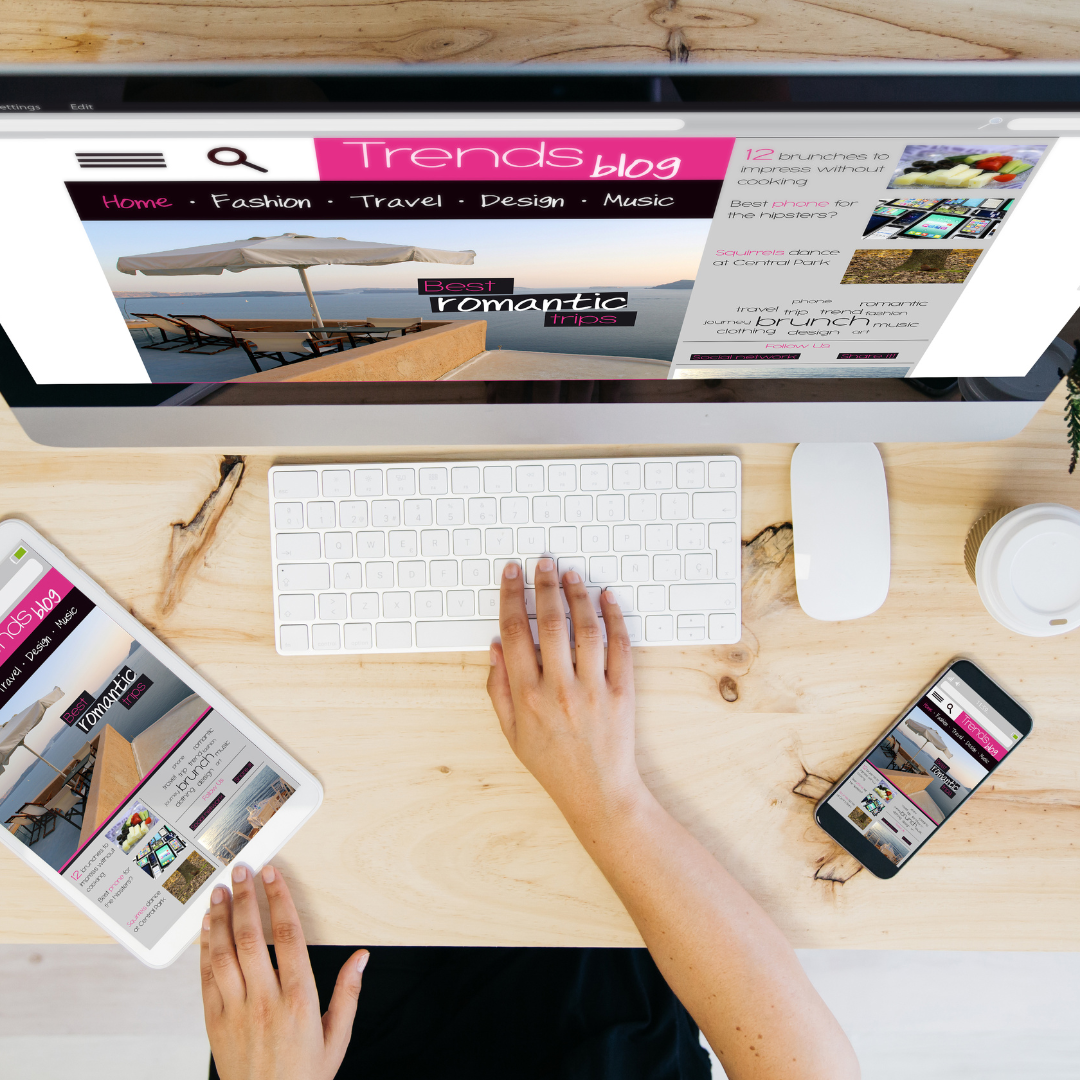 ettings Edit
Trends blog
Home · Fashion · Travel · Design · Music
Best
romantic
trips
12 brunches to
impress without
cooking
Best phone for
the hipsters?
Squirrels dance
at Central Park
phone romantic
travel trip trend fashion
journey brunch music
clothing design art
Follow Us
Social network Share it!
Q W E R T Y U I O P
A S D F G L Ñ
Z X C V B
nds blog
Travel · Design · Music
Best
romantic
trips
phone romantic
travel trip trend fashion
journey brunch music
clothing design art
Follow Us
12 brunches to
impress without
cooking
Best phone for
the hipsters?
Squirrels dance
at Central Park
Trends blog
Home · Fashion · Travel · Design · Music
romantic